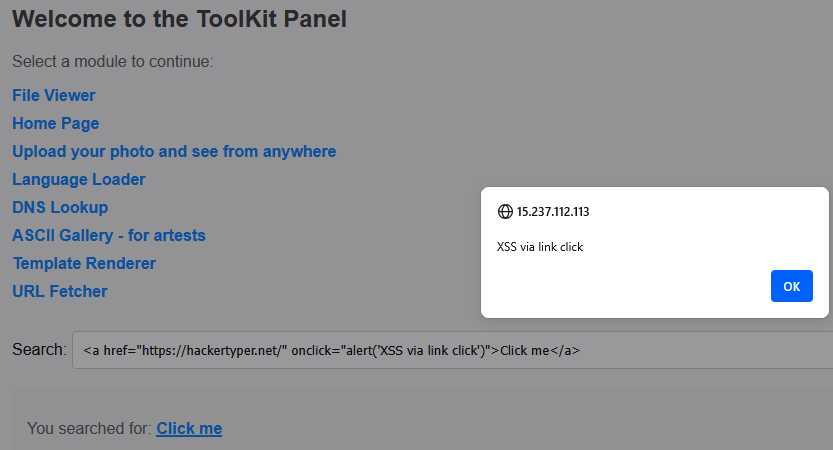 Welcome to the ToolKit Panel
Select a module to continue:
File Viewer
Home Page
Upload your photo and see from anywhere
Language Loader
DNS Lookup
ASCII Gallery - for artests
Template Renderer
URL Fetcher
15.237.112.113
XSS via link click
OK
Search: <a href="https://hackertyper.net/" onclick="alert('XSS via link click')">Click me</a>
You searched for: Click me